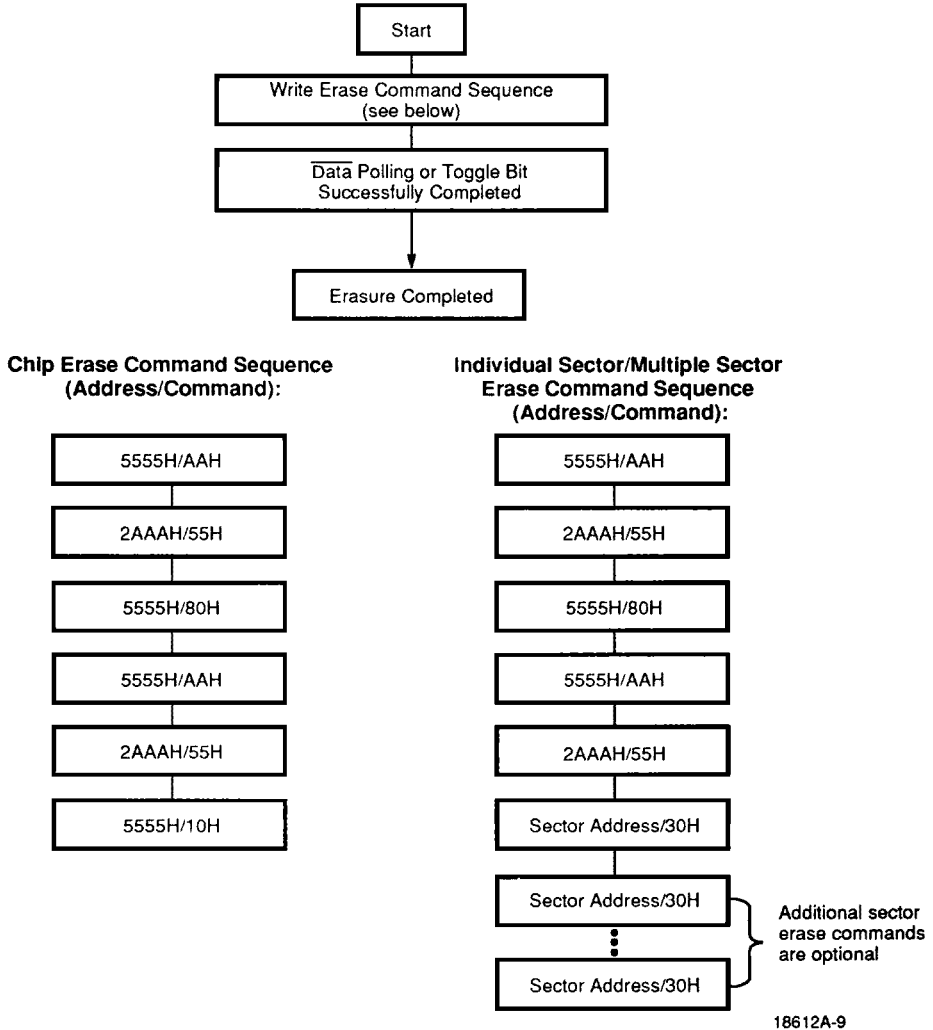 Start
Write Erase Command Sequence
(see below)
Data Polling or Toggle Bit
Successfully Completed
Erasure Completed
Chip Erase Command Sequence
(Address/Command):
5555H/AAH
2AAAH/55H
5555H/80H
5555H/AAH
2AAAH/55H
5555H/10H
Individual Sector/Multiple Sector
Erase Command Sequence
(Address/Command):
5555H/AAH
2AAAH/55H
5555H/80H
5555H/AAH
2AAAH/55H
Sector Address/30H
Sector Address/30H
Sector Address/30H
Additional sector
erase commands
are optional
18612A-9